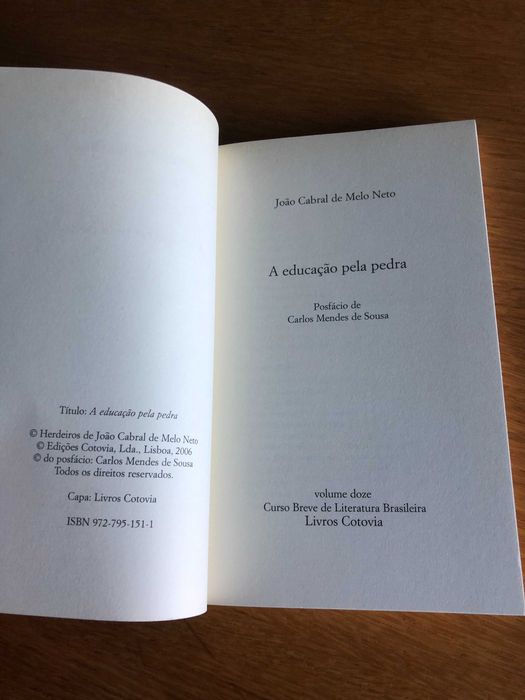 Título: A educação pela pedra
© Herdeiros de João Cabral de Melo Neto
© Edições Cotovia, Lda., Lisboa, 2006
© do posfácio: Carlos Mendes de Sousa
Todos os direitos reservados.
Capa: Livros Cotovia
ISBN 972-795-151-1
João Cabral de Melo Neto
A educação pela pedra
Posfácio de
Carlos Mendes de Sousa
volume doze
Curso Breve de Literatura Brasileira
Livros Cotovia